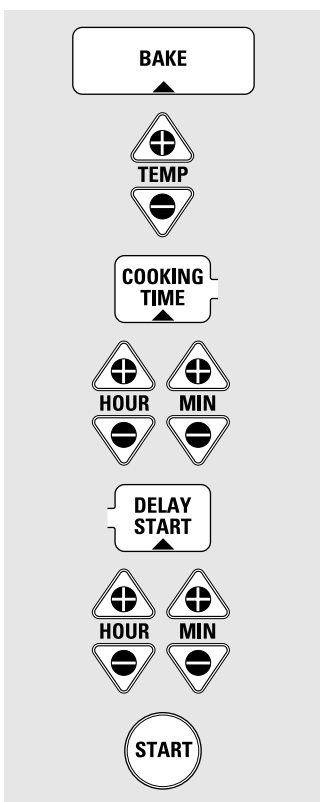 BAKE
TEMP
COOKING
TIME
HOUR MIN
DELAY
START
HOUR MIN
START